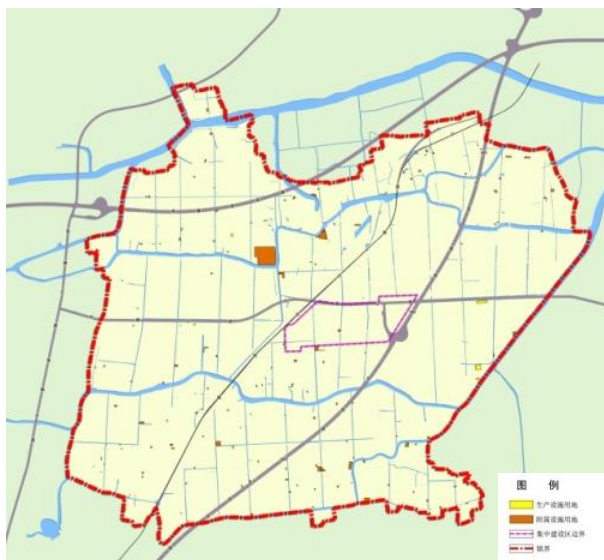 图 例
生产设施用地
附属设施用地
集中建设区边界
镇界